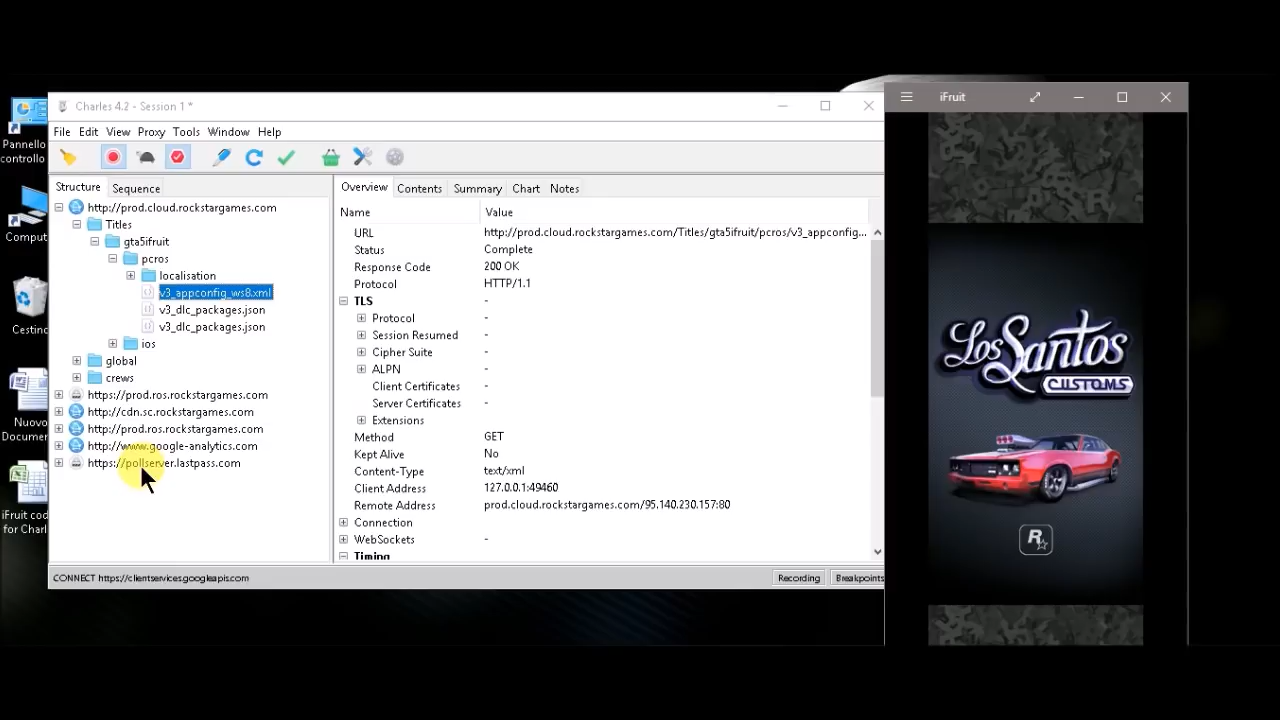 Charles 4.2 - Session 1 *
iFruit
File Edit View Proxy Tools Window Help
Pannello
controllo
Comput
Cestino
Nuovo
Documen
iFruit cod
for Charl
Structure Sequence
http://prod.cloud.rockstargames.com
Titles
gta5ifruit
pcros
localisation
v3_appconfig_ws8.xml
v3_dlc_packages.json
v3_dlc_packages.json
ios
global
crews
https://prod.ros.rockstargames.com
http://cdn.sc.rockstargames.com
http://prod.ros.rockstargames.com
http://www.google-analytics.com
https://pollserver.lastpass.com
Overview Contents Summary Chart Notes
Name Value
URL http://prod.cloud.rockstargames.com/Titles/gta5ifruit/pcros/v3_appconfig...
Status Complete
Response Code 200 OK
Protocol HTTP/1.1
TLS -
Protocol -
Session Resumed -
Cipher Suite -
ALPN -
Client Certificates -
Server Certificates -
Extensions -
Method GET
Kept Alive No
Content-Type text/xml
Client Address 127.0.0.1:49460
Remote Address prod.cloud.rockstargames.com/95.140.230.157:80
Connection
WebSockets -
Timing
CONNECT https://clientservices.googleapis.com
Recording Breakpoints
Los
Santos
CUSTOMS
R